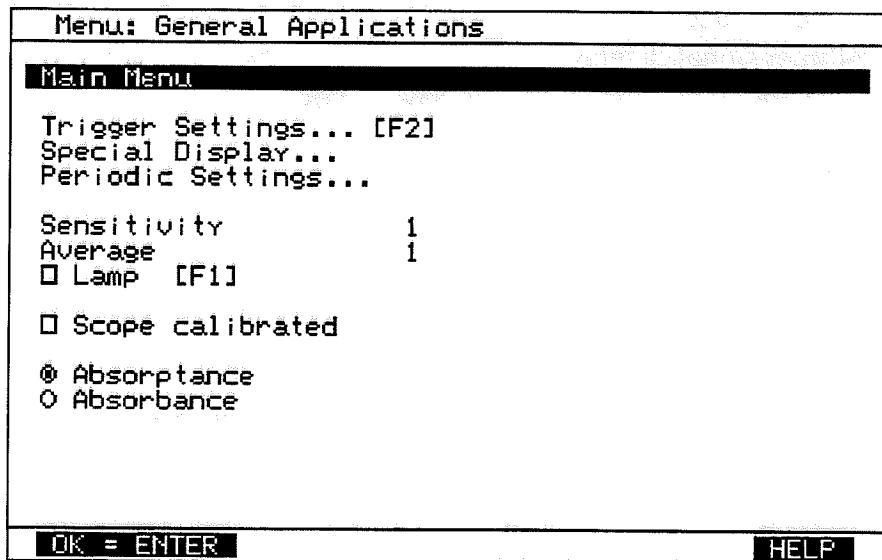 Menu: General Applications
Main Menu
Trigger Settings... [F2]
Special Display...
Periodic Settings...
Sensitivity 1
Average 1
Lamp [F1]
Scope calibrated
Absorptance
Absorbance
OK = ENTER HELP